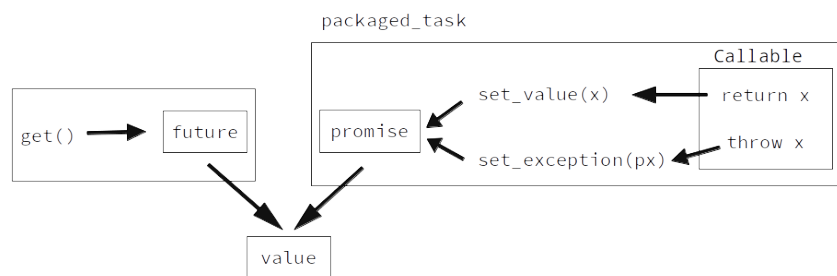 packaged_task
Callable
set_value(x)
return x
get()
future
promise
throw x
set_exception(px)
value